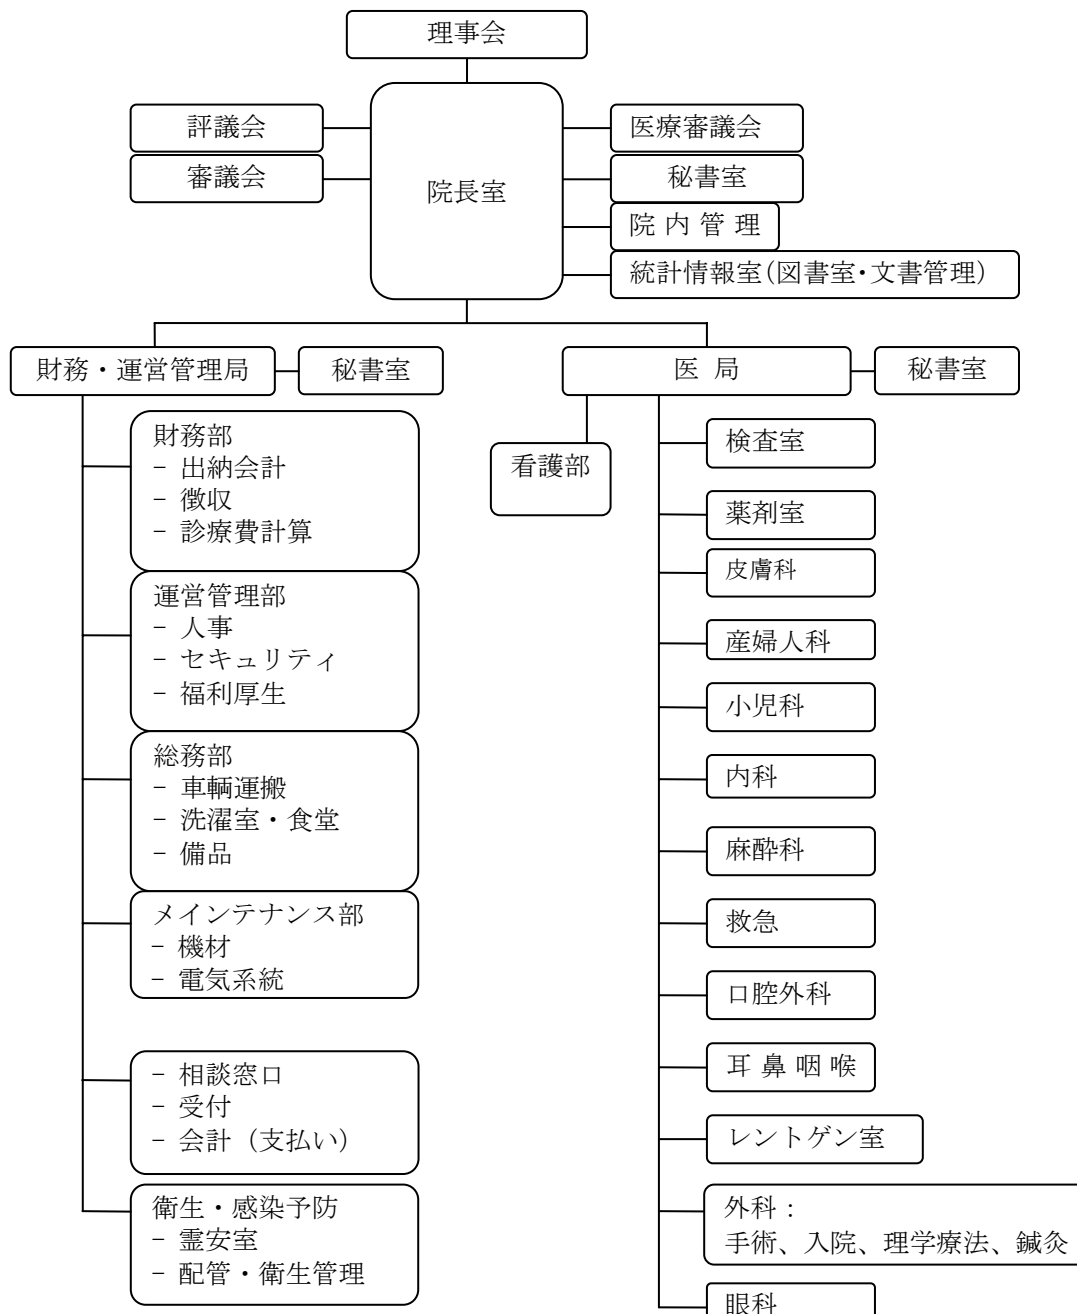 理事会
評議会
審議会
院長室
医療審議会
秘書室
院 内 管 理
統計情報室(図書室・文書管理)
財務・運営管理局
秘書室
医 局
秘書室
財務部
- 出納会計
- 徴収
- 診療費計算
運営管理部
- 人事
- セキュリティ
- 福利厚生
総務部
- 車輌運搬
- 洗濯室・食堂
- 備品
メインテナンス部
- 機材
- 電気系統
- 相談窓口
- 受付
- 会計（支払い）
衛生・感染予防
- 霊安室
- 配管・衛生管理
看護部
検査室
薬剤室
皮膚科
産婦人科
小児科
内科
麻酔科
救急
口腔外科
耳 鼻 咽 喉
レントゲン室
外科：
手術、入院、理学療法、鍼灸
眼科